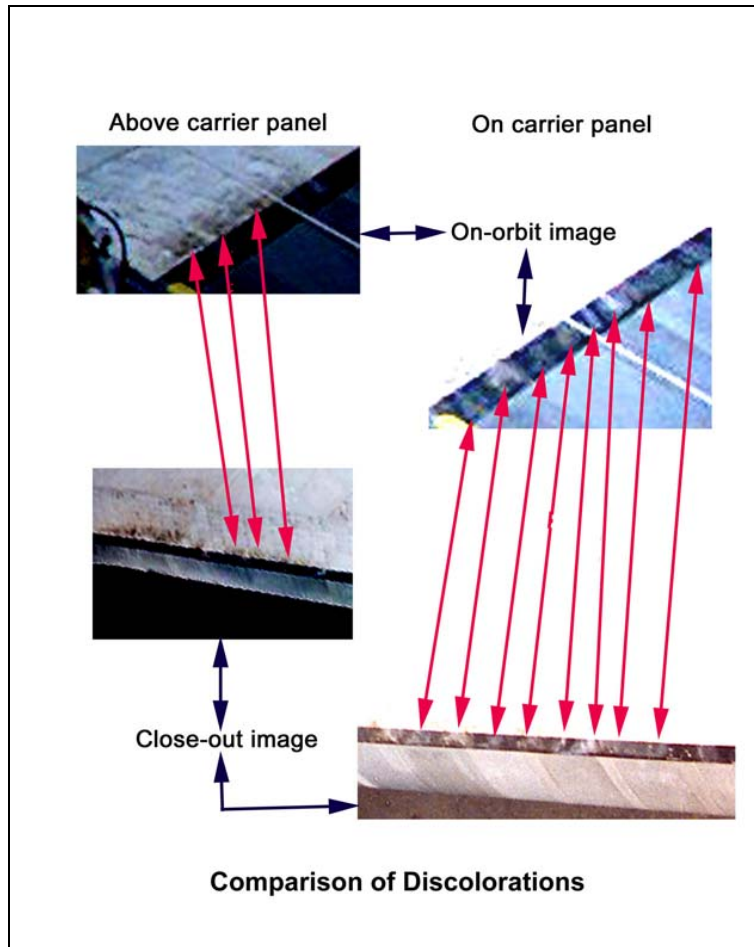 Above carrier panel
On carrier panel
On-orbit image
Close-out image
Comparison of Discolorations